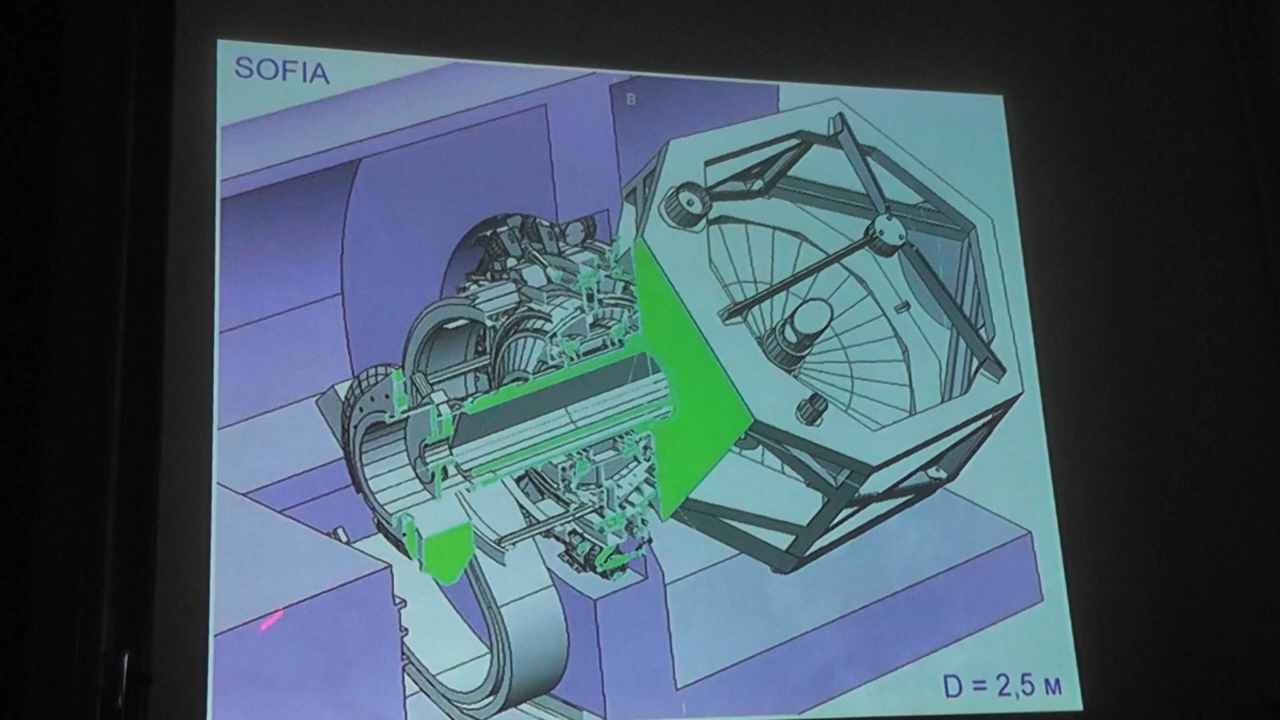 SOFIA
B
D = 2,5 м